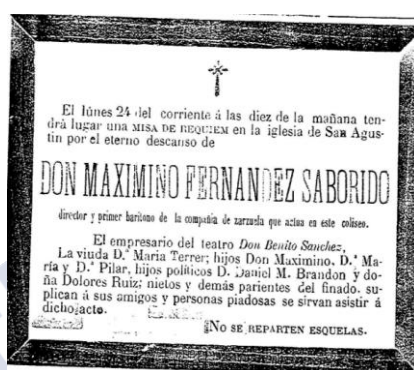 El lúnes 24 del corriente á las diez de la mañana ten-
drá lugar una MISA DE REQUIEM en la iglesia de San Agus-
tin por el eterno descanso de
DON MAXIMINO FERNANDEZ SABORIDO
director y primer baritono de la compañia de zarzuela que actua en este coliseo.
El empresario del teatro Don Benito Sanchez,
La viuda D.ª Maria Terrer; hijos Don Maximino, D.ª Ma-
ría y D.ª Pilar, hijos políticos D. Daniel M. Brandon y do-
ña Dolores Ruiz; nietos y demás parientes del finado, su-
plican á sus amigos y personas piadosas se sirvan asistir á
dicho acto.
NO SE REPARTEN ESQUELAS.